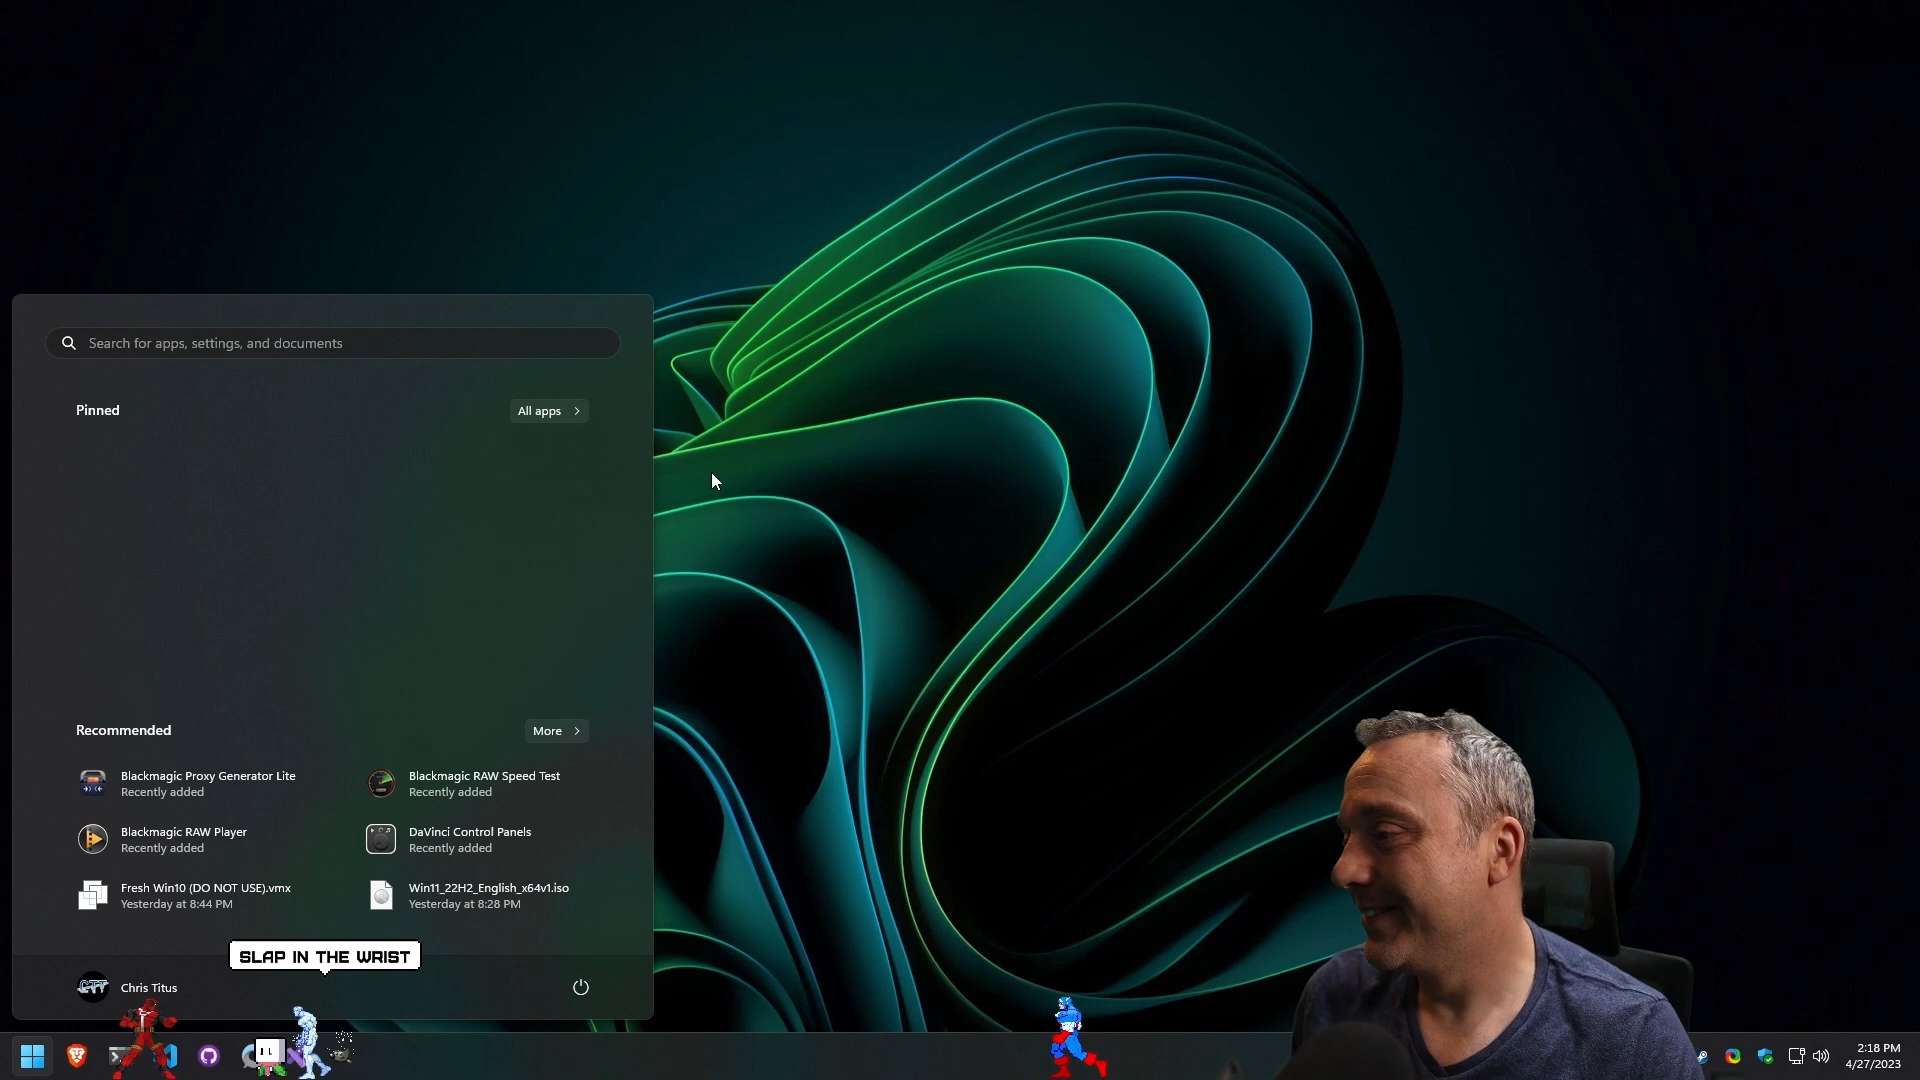 Search for apps, settings, and documents
Pinned
All apps
Recommended
More
Blackmagic Proxy Generator Lite
Recently added
Blackmagic RAW Speed Test
Recently added
Blackmagic RAW Player
Recently added
DaVinci Control Panels
Recently added
Fresh Win10 (DO NOT USE).vmx
Yesterday at 8:44 PM
Win11_22H2_English_x64v1.iso
Yesterday at 8:28 PM
SLAP IN THE WRIST
CTT
Chris Titus
2:18 PM
4/27/2023